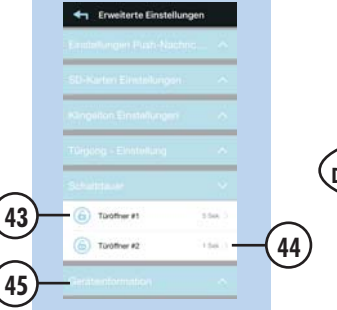 Erweiterte Einstellungen
Einstellungen Push-Nachric...
SD-Karten Einstellungen
Klingelton Einstellungen
Türgong - Einstellung
Schaltdauer
43
Türöffner #1
5 Sek
Türöffner #2
1 Sek
44
45
Geräteinformation
D